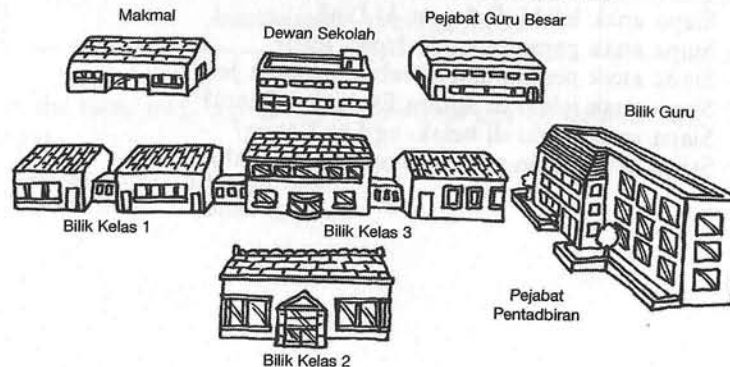 Makmal
Dewan Sekolah
Pejabat Guru Besar
Bilik Guru
Bilik Kelas 1
Bilik Kelas 3
Pejabat
Pentadbiran
Bilik Kelas 2